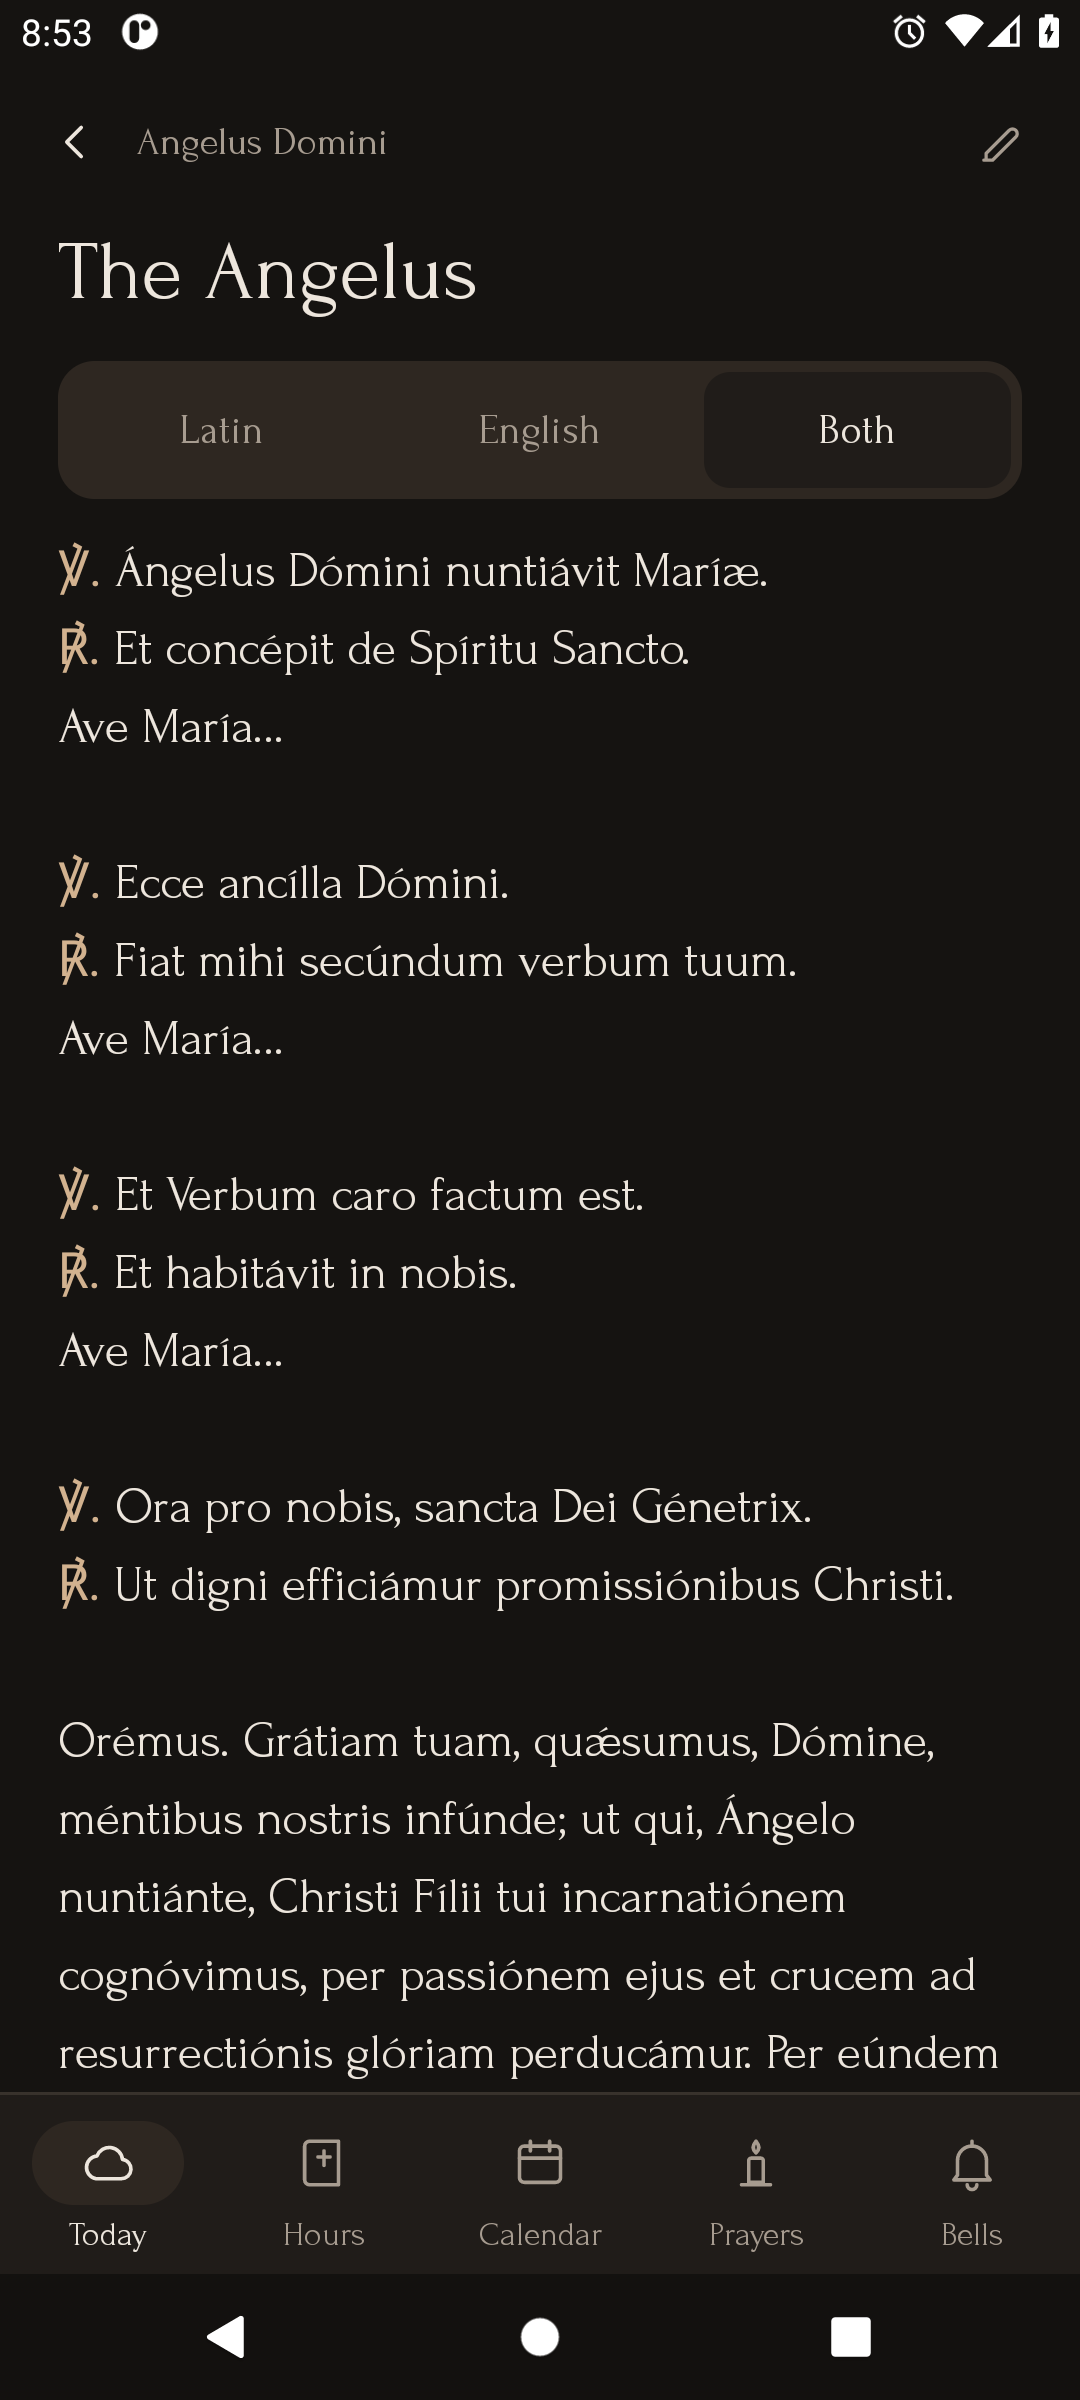 8:53
Angelus Domini
The Angelus
Latin English Both
℣. Ángelus Dómini nuntiávit Maríæ.
℟. Et concépit de Spíritu Sancto.
Ave María...
℣. Ecce ancílla Dómini.
℟. Fiat mihi secúndum verbum tuum.
Ave María...
℣. Et Verbum caro factum est.
℟. Et habitávit in nobis.
Ave María...
℣. Ora pro nobis, sancta Dei Génetrix.
℟. Ut digni efficiámur promissiónibus Christi.
Orémus. Grátiam tuam, quǽsumus, Dómine,
méntibus nostris infúnde; ut qui, Ángelo
nuntiánte, Christi Fílii tui incarnatiónem
cognóvimus, per passiónem ejus et crucem ad
resurrectiónis glóriam perducámur. Per eúndem
Today Hours Calendar Prayers Bells